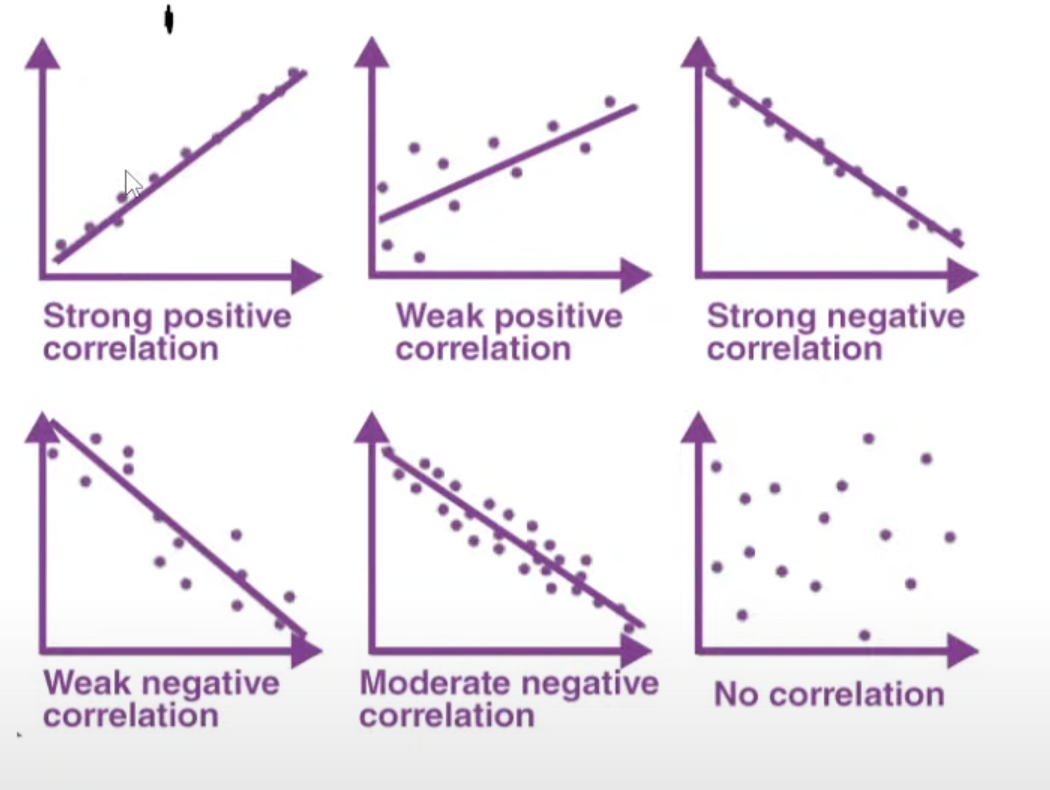 Strong positive
correlation
Weak positive
correlation
Strong negative
correlation
Weak negative
correlation
Moderate negative
correlation
No correlation